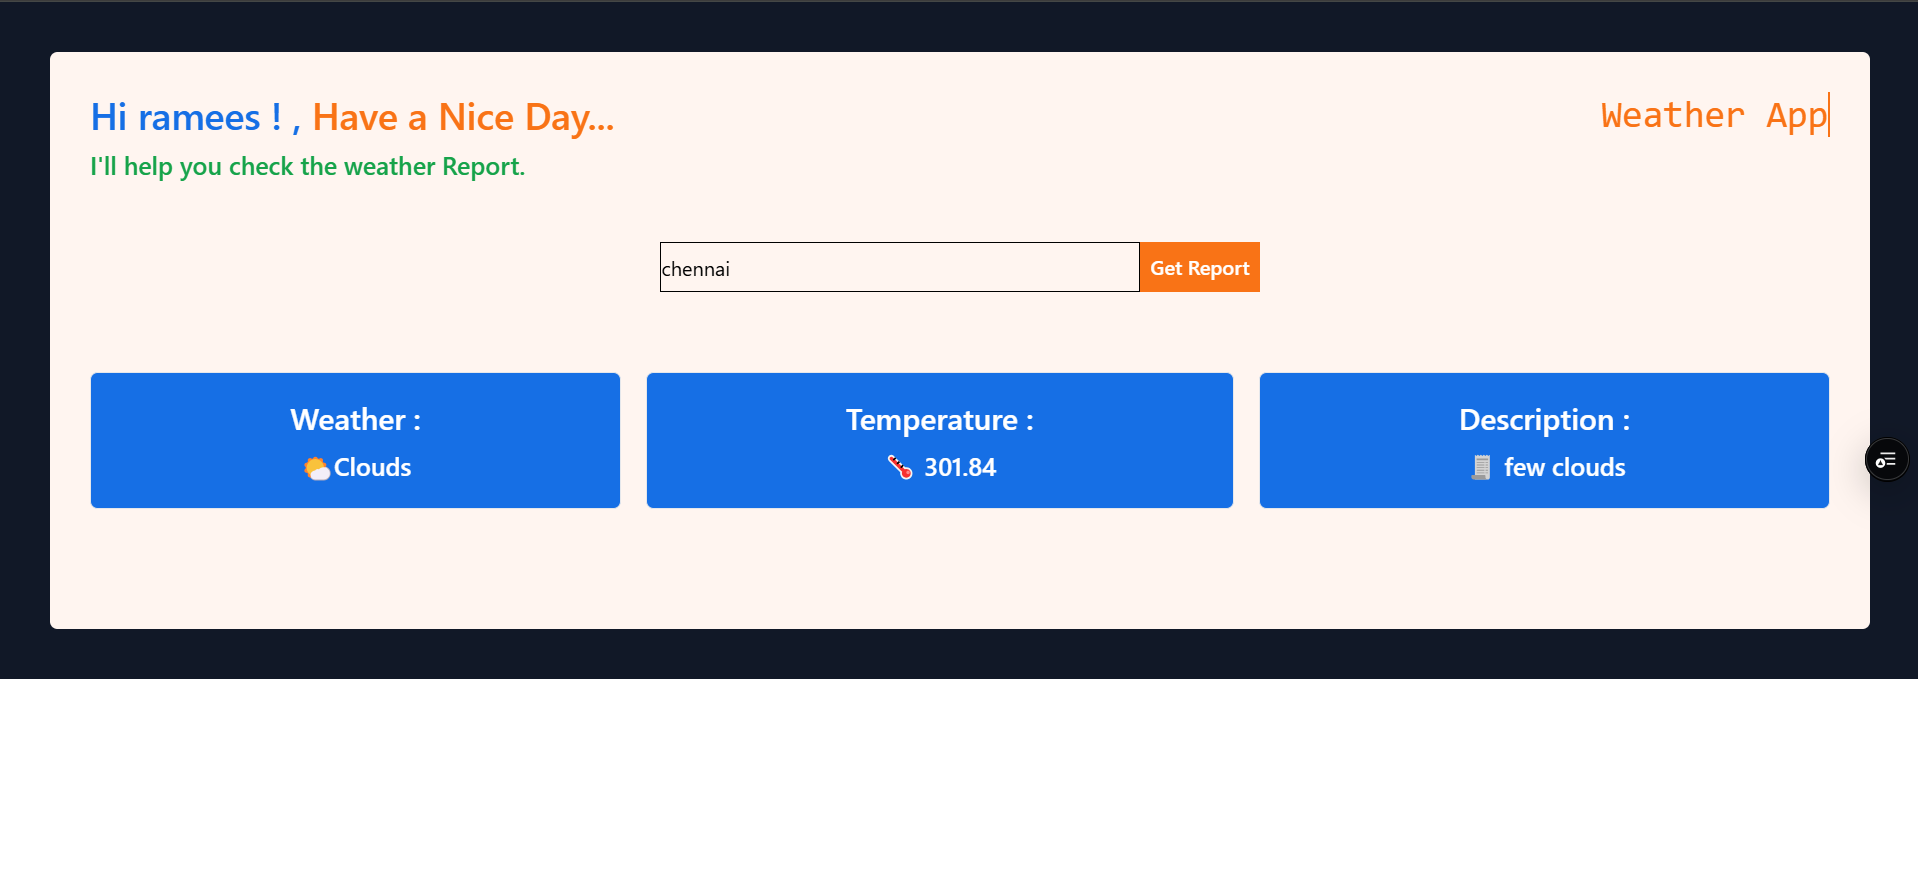 Hi ramees ! , Have a Nice Day...
Weather App
I'll help you check the weather Report.
chennai
Get Report
Weather :
Clouds
Temperature :
301.84
Description :
few clouds